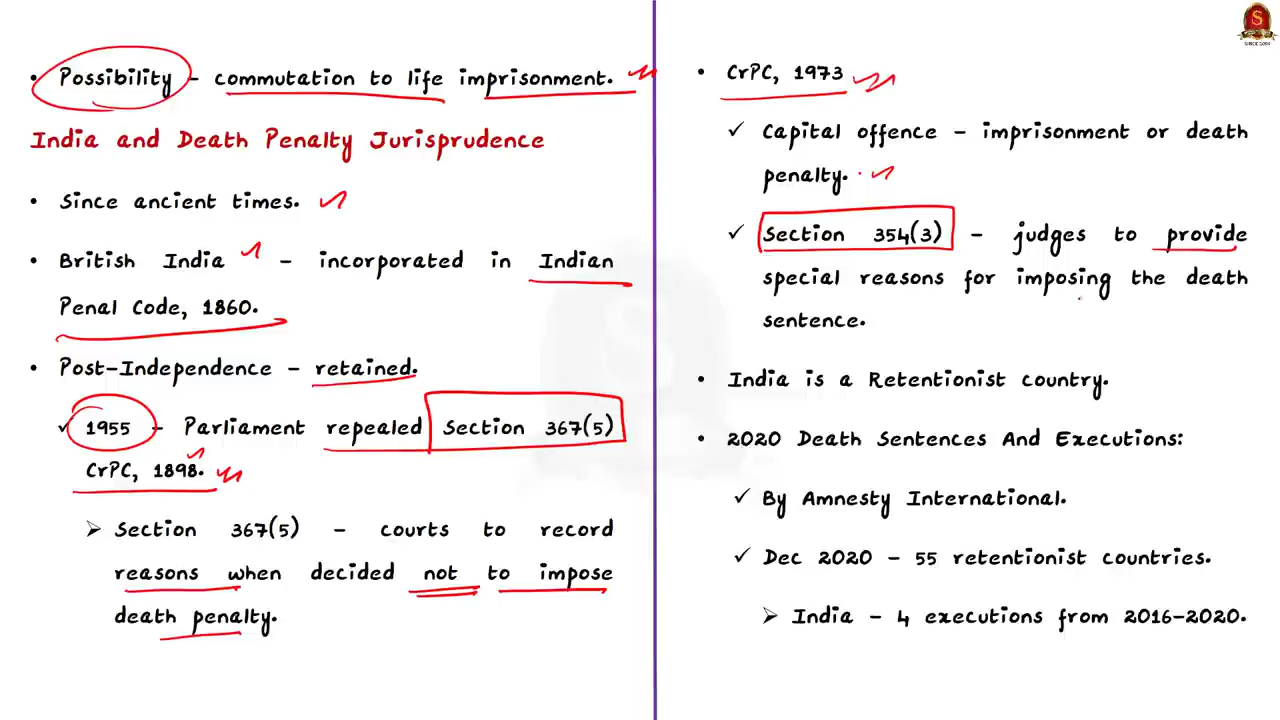 • Possibility - commutation to life imprisonment.
India and Death Penalty Jurisprudence
• Since ancient times.
• British India - incorporated in Indian
Penal Code, 1860.
• Post-Independence - retained.
✓ 1955 - Parliament repealed Section 367(5)
CrPC, 1898.
➢ Section 367(5) - courts to record
reasons when decided not to impose
death penalty.
S
SINCE 2004
• CrPC, 1973
✓ Capital offence - imprisonment or death
penalty.
✓ Section 354(3) - judges to provide
special reasons for imposing the death
sentence.
• India is a Retentionist country.
• 2020 Death Sentences And Executions:
✓ By Amnesty International.
✓ Dec 2020 - 55 retentionist countries.
➢ India - 4 executions from 2016-2020.